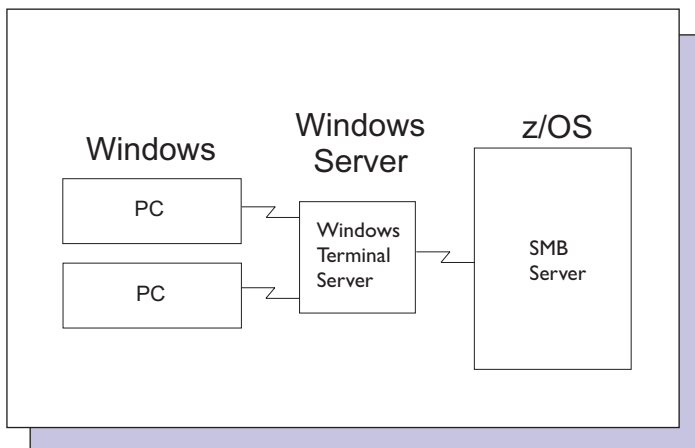 Windows
Windows
Server
z/OS
PC
PC
Windows
Terminal
Server
SMB
Server